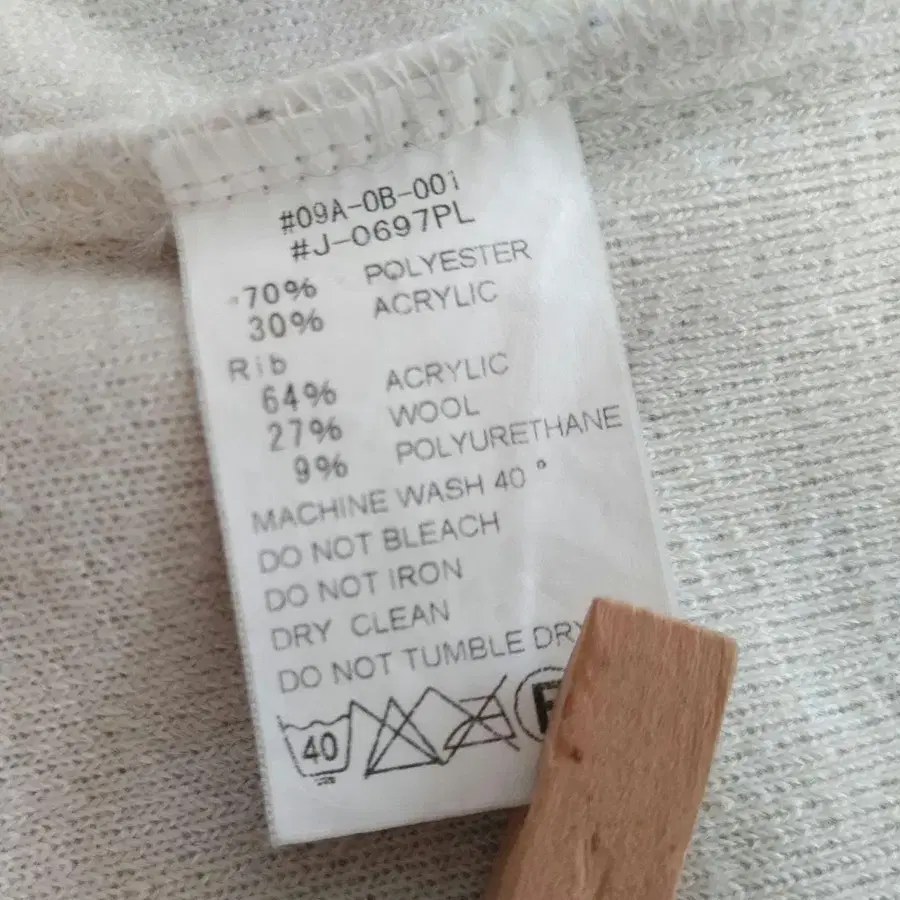 #09A-0B-001
#J-0697PL
70% POLYESTER
30% ACRYLIC
Rib
64% ACRYLIC
27% WOOL
9% POLYURETHANE
MACHINE WASH 40°
DO NOT BLEACH
DO NOT IRON
DRY CLEAN
DO NOT TUMBLE DRY
40